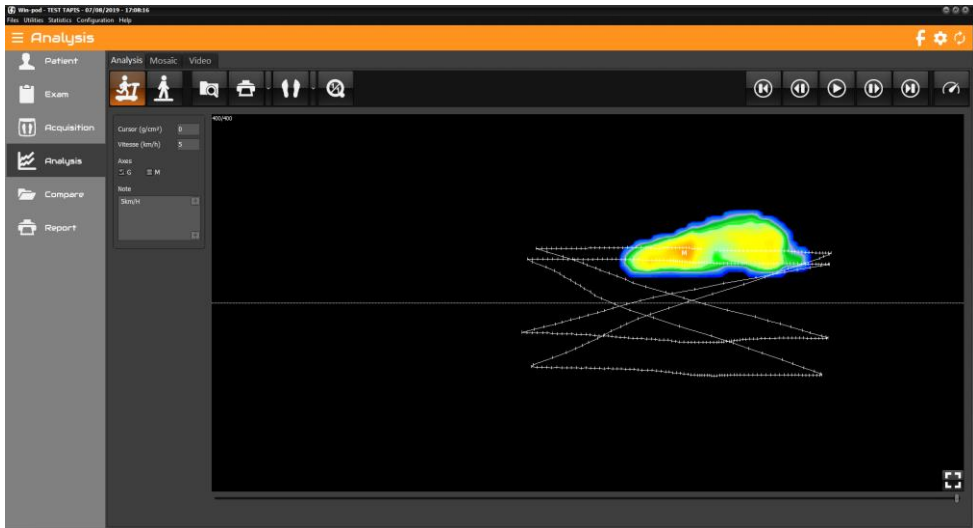 Win-pod - TEST TAPIS - 07/08/2019 - 17:08:16
Files Utilities Statistics Configuration Help
Analysis
Patient
Exam
Acquisition
Analysis
Compare
Report
Analysis Mosaic Video
Cursor (g/cm²) 0
Vitesse (km/h) 5
Axes
G M
Note
5km/H
400/400
M